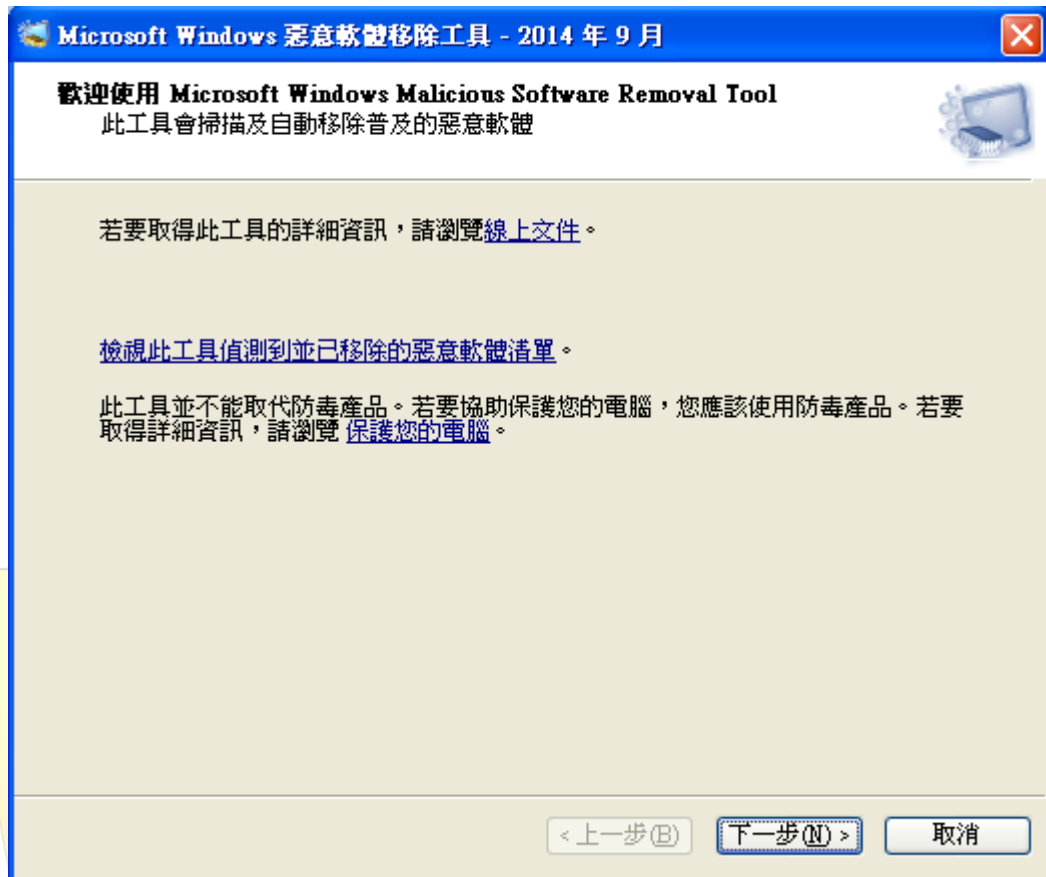 Microsoft Windows 惡意軟體移除工具 - 2014 年 9 月
歡迎使用 Microsoft Windows Malicious Software Removal Tool
此工具會掃描及自動移除普及的惡意軟體
若要取得此工具的詳細資訊，請瀏覽線上文件。
檢視此工具偵測到並已移除的惡意軟體清單。
此工具並不能取代防毒產品。若要協助保護您的電腦，您應該使用防毒產品。若要
取得詳細資訊，請瀏覽 保護您的電腦。
<上一步(B) 下一步(N) > 取消